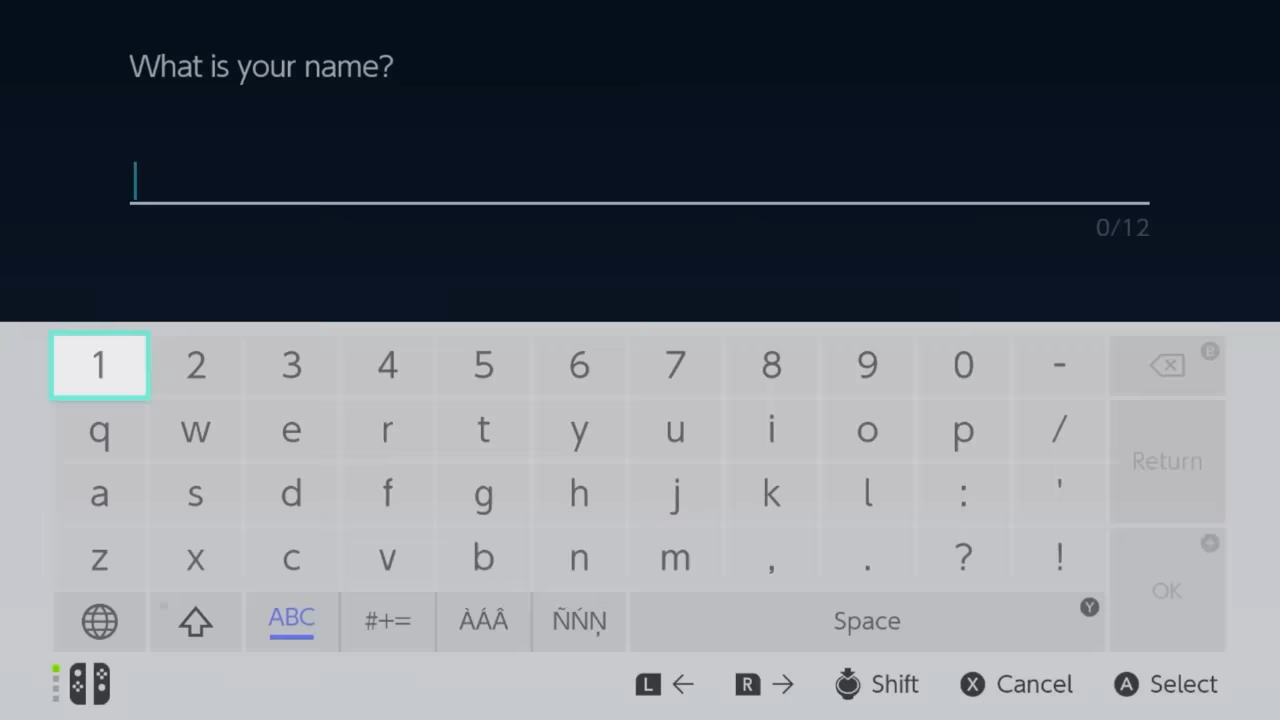 What is your name?
0/12
1 2 3 4 5 6 7 8 9 0 - B
q w e r t y u i o p / Return
a s d f g h j k l : '
z x c v b n m , . ? ! +
ABC #+= ÀÁÂ ÑŃŅ Space Y OK
L ← R → Shift X Cancel A Select